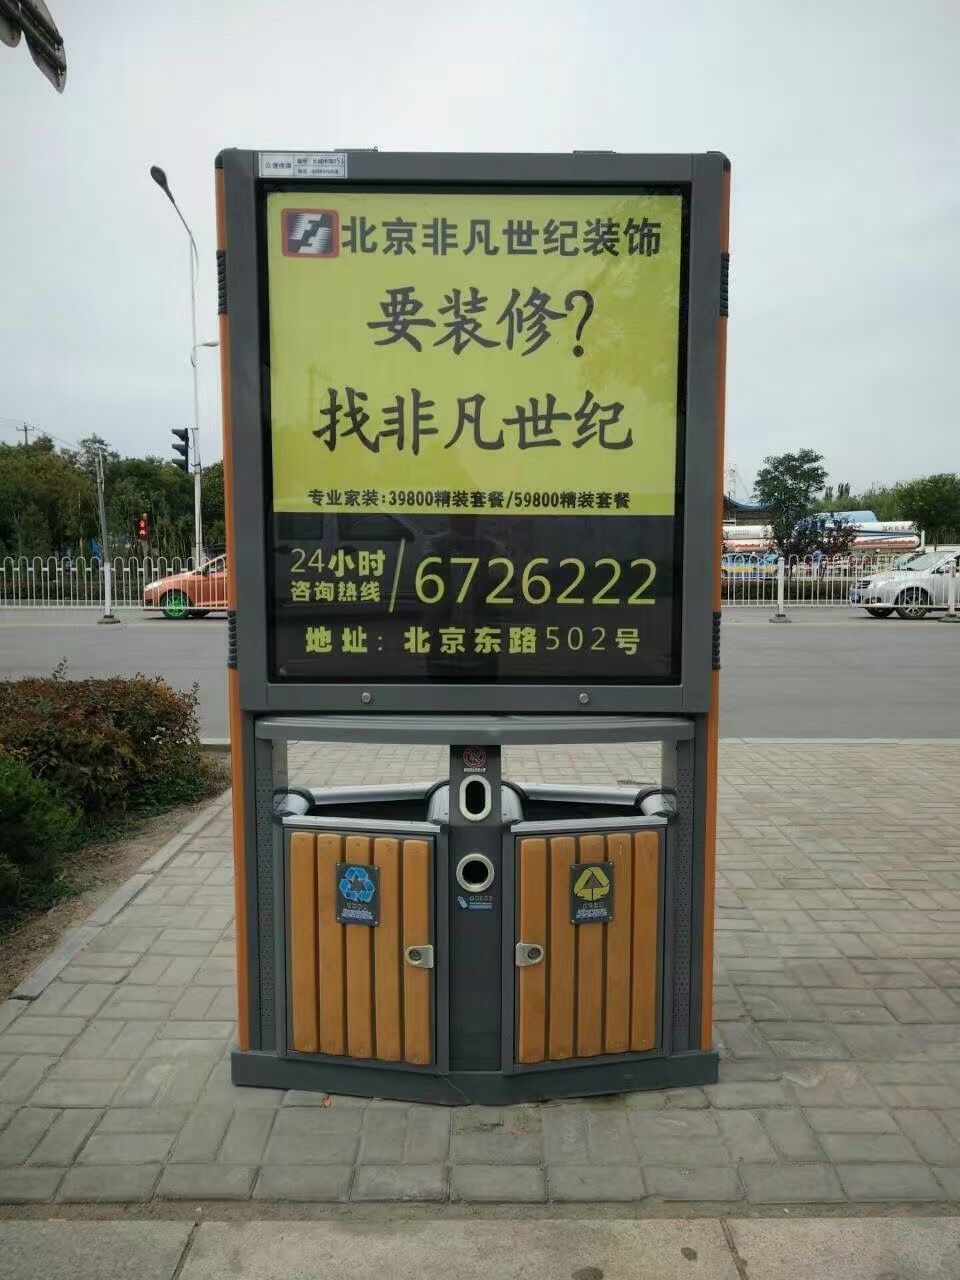 北京非凡世纪装饰
要装修?
找非凡世纪
专业家装:39800精装套餐/59800精装套餐
24小时
咨询热线
6726222
地址: 北京东路502号